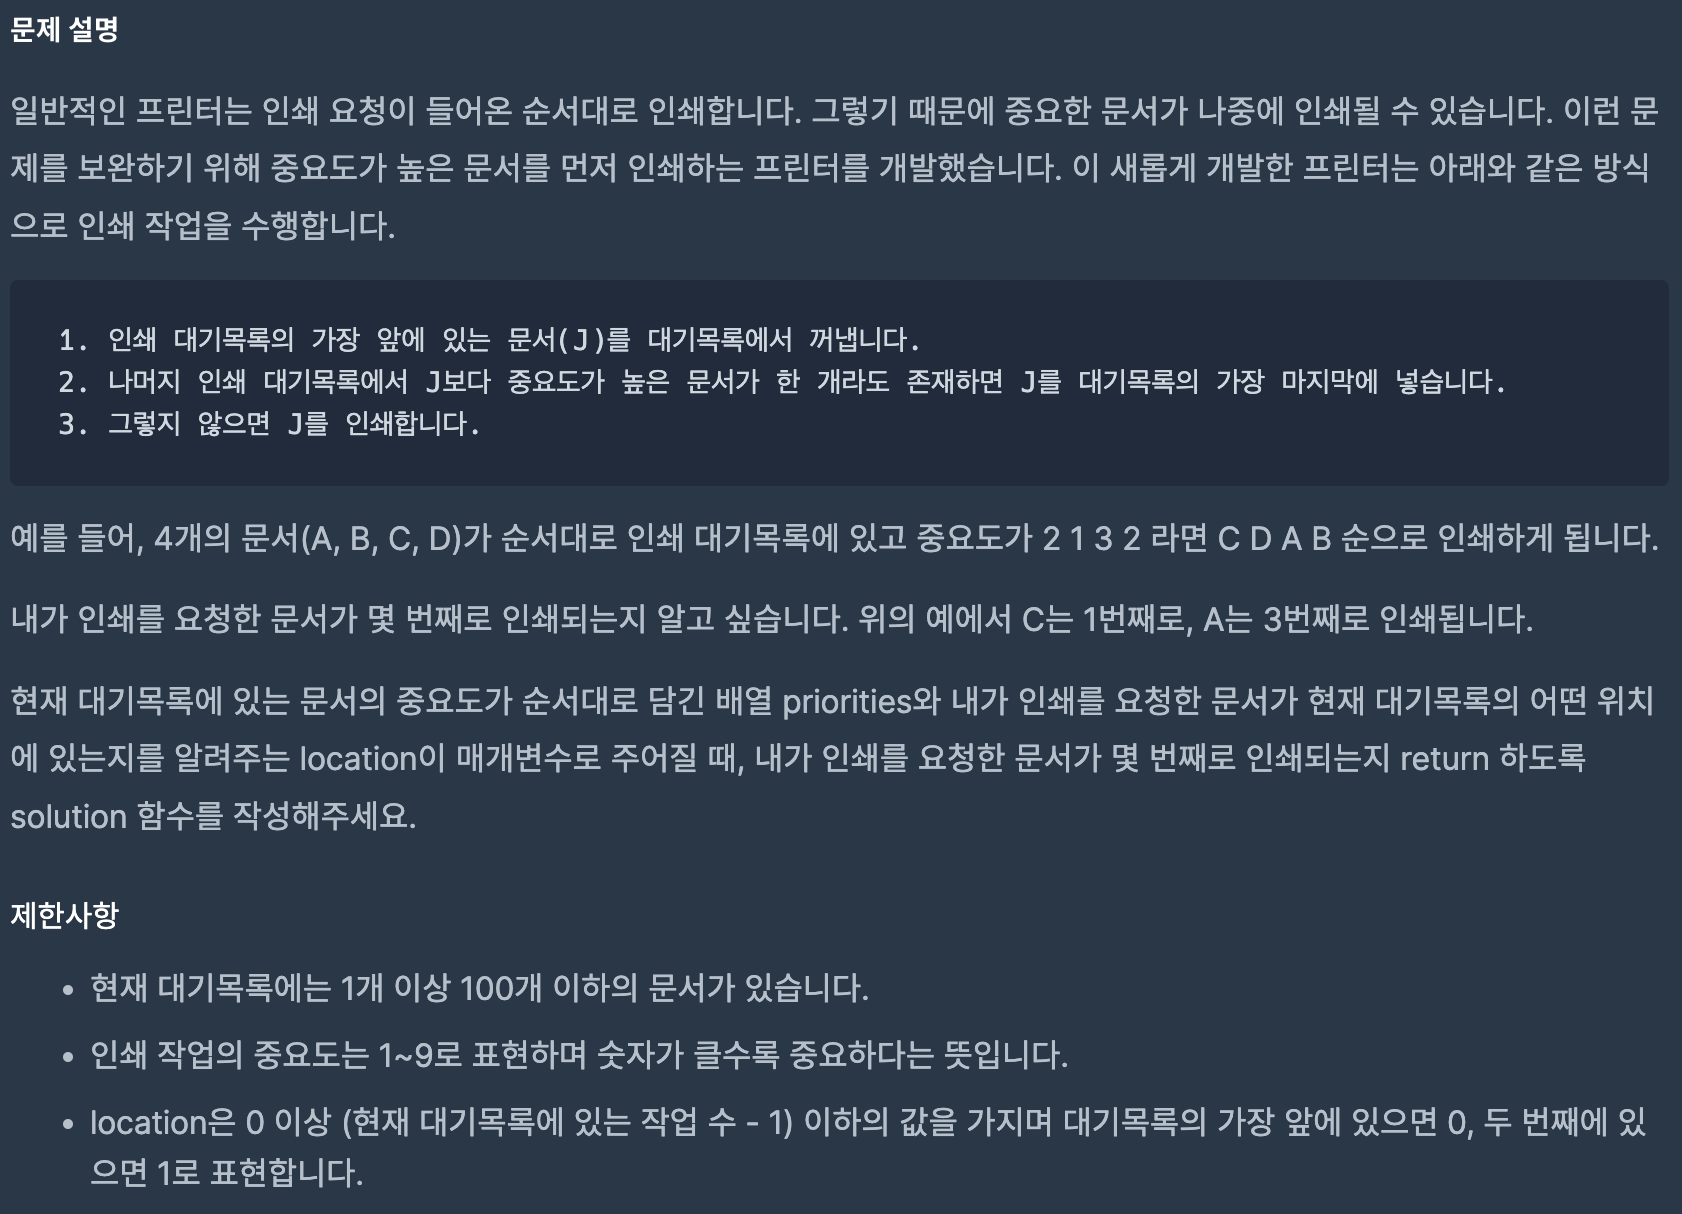 문제 설명
일반적인 프린터는 인쇄 요청이 들어온 순서대로 인쇄합니다. 그렇기 때문에 중요한 문서가 나중에 인쇄될 수 있습니다. 이런 문
제를 보완하기 위해 중요도가 높은 문서를 먼저 인쇄하는 프린터를 개발했습니다. 이 새롭게 개발한 프린터는 아래와 같은 방식
으로 인쇄 작업을 수행합니다.
1. 인쇄 대기목록의 가장 앞에 있는 문서(J)를 대기목록에서 꺼냅니다.
2. 나머지 인쇄 대기목록에서 J보다 중요도가 높은 문서가 한 개라도 존재하면 J를 대기목록의 가장 마지막에 넣습니다.
3. 그렇지 않으면 J를 인쇄합니다.
예를 들어, 4개의 문서(A, B, C, D)가 순서대로 인쇄 대기목록에 있고 중요도가 2 1 3 2 라면 C D A B 순으로 인쇄하게 됩니다.
내가 인쇄를 요청한 문서가 몇 번째로 인쇄되는지 알고 싶습니다. 위의 예에서 C는 1번째로, A는 3번째로 인쇄됩니다.
현재 대기목록에 있는 문서의 중요도가 순서대로 담긴 배열 priorities와 내가 인쇄를 요청한 문서가 현재 대기목록의 어떤 위치
에 있는지를 알려주는 location이 매개변수로 주어질 때, 내가 인쇄를 요청한 문서가 몇 번째로 인쇄되는지 return 하도록
solution 함수를 작성해주세요.
제한사항
• 현재 대기목록에는 1개 이상 100개 이하의 문서가 있습니다.
• 인쇄 작업의 중요도는 1~9로 표현하며 숫자가 클수록 중요하다는 뜻입니다.
• location은 0 이상 (현재 대기목록에 있는 작업 수 - 1) 이하의 값을 가지며 대기목록의 가장 앞에 있으면 0, 두 번째에 있
으면 1로 표현합니다.